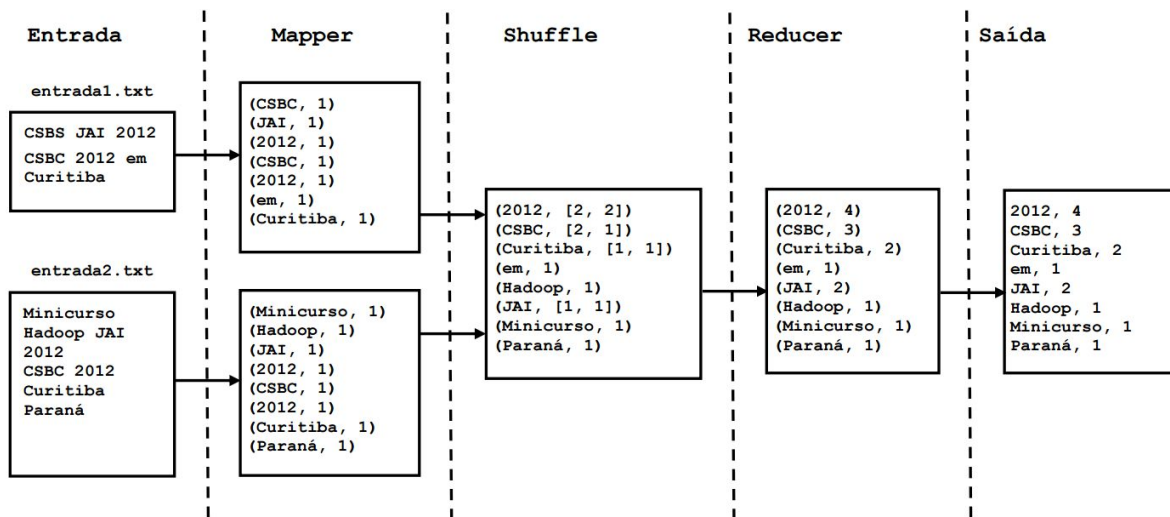 Entrada
Mapper
Shuffle
Reducer
Saída
entrada1.txt
CSBS JAI 2012
CSBC 2012 em
Curitiba
entrada2.txt
Minicurso
Hadoop JAI
2012
CSBC 2012
Curitiba
Paraná
(CSBC, 1)
(JAI, 1)
(2012, 1)
(CSBC, 1)
(2012, 1)
(em, 1)
(Curitiba, 1)
(Minicurso, 1)
(Hadoop, 1)
(JAI, 1)
(2012, 1)
(CSBC, 1)
(2012, 1)
(Curitiba, 1)
(Paraná, 1)
(2012, [2, 2])
(CSBC, [2, 1])
(Curitiba, [1, 1])
(em, 1)
(Hadoop, 1)
(JAI, [1, 1])
(Minicurso, 1)
(Paraná, 1)
(2012, 4)
(CSBC, 3)
(Curitiba, 2)
(em, 1)
(JAI, 2)
(Hadoop, 1)
(Minicurso, 1)
(Paraná, 1)
2012, 4
CSBC, 3
Curitiba, 2
em, 1
JAI, 2
Hadoop, 1
Minicurso, 1
Paraná, 1